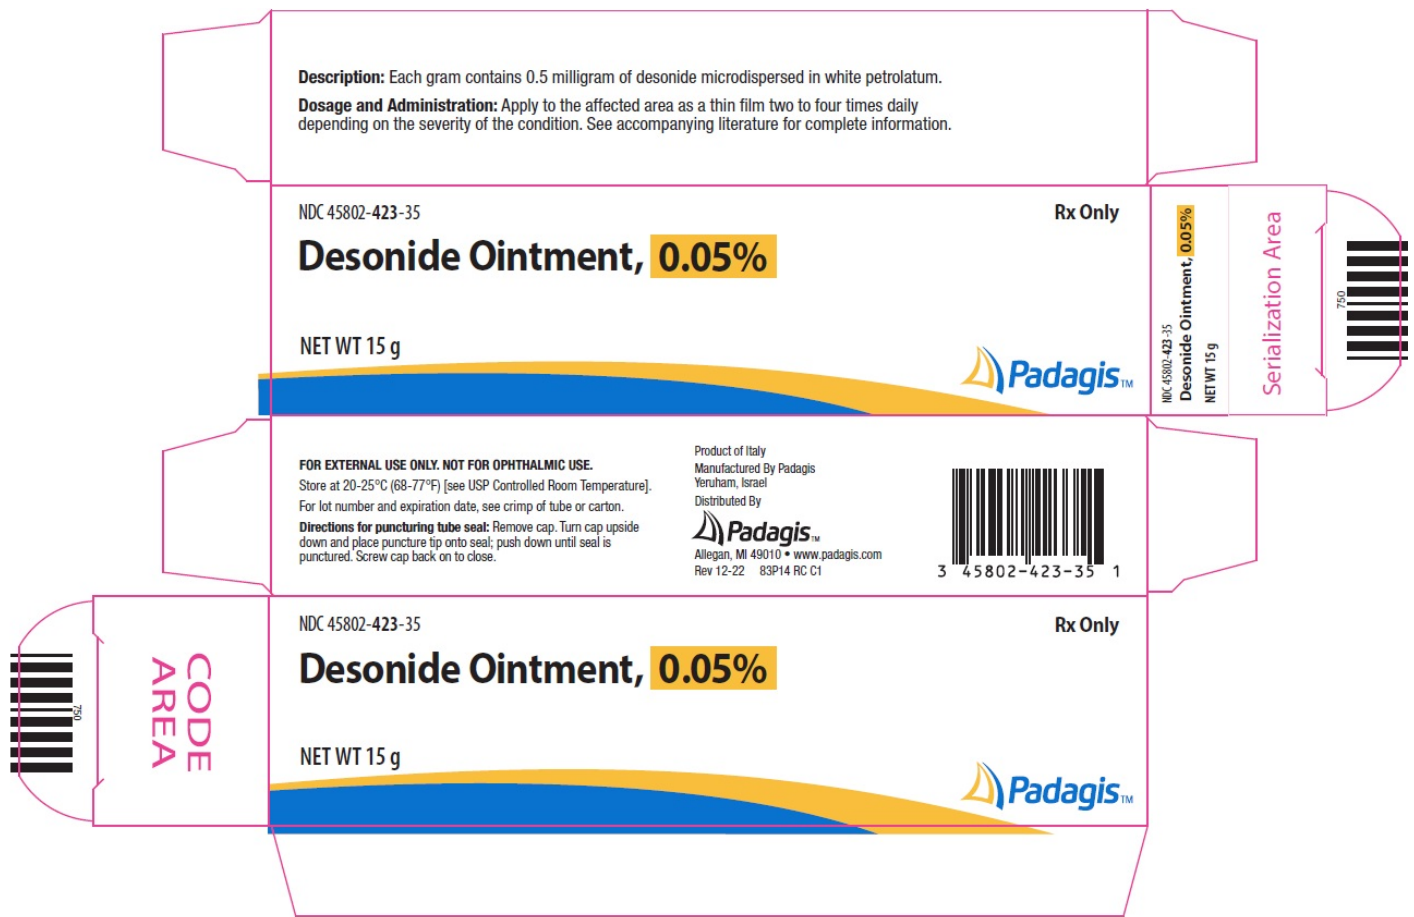 Description: Each gram contains 0.5 milligram of desonide microdispersed in white petrolatum.
Dosage and Administration: Apply to the affected area as a thin film two to four times daily
depending on the severity of the condition. See accompanying literature for complete information.
NDC 45802-423-35
Rx Only
Desonide Ointment, 0.05%
NET WT 15 g
Padagis™
NDC 45802-423-35
Desonide Ointment, 0.05%
NET WT 15 g
Serialization Area
750
FOR EXTERNAL USE ONLY. NOT FOR OPHTHALMIC USE.
Store at 20-25°C (68-77°F) [see USP Controlled Room Temperature].
For lot number and expiration date, see crimp of tube or carton.
Directions for puncturing tube seal: Remove cap. Turn cap upside
down and place puncture tip onto seal; push down until seal is
punctured. Screw cap back on to close.
Product of Italy
Manufactured By Padagis
Yeruham, Israel
Distributed By
Padagis™
Allegan, MI 49010 • www.padagis.com
Rev 12-22 83P14 RC C1
3 45802-423-35 1
NDC 45802-423-35
Rx Only
Desonide Ointment, 0.05%
NET WT 15 g
Padagis™
CODE
AREA
750